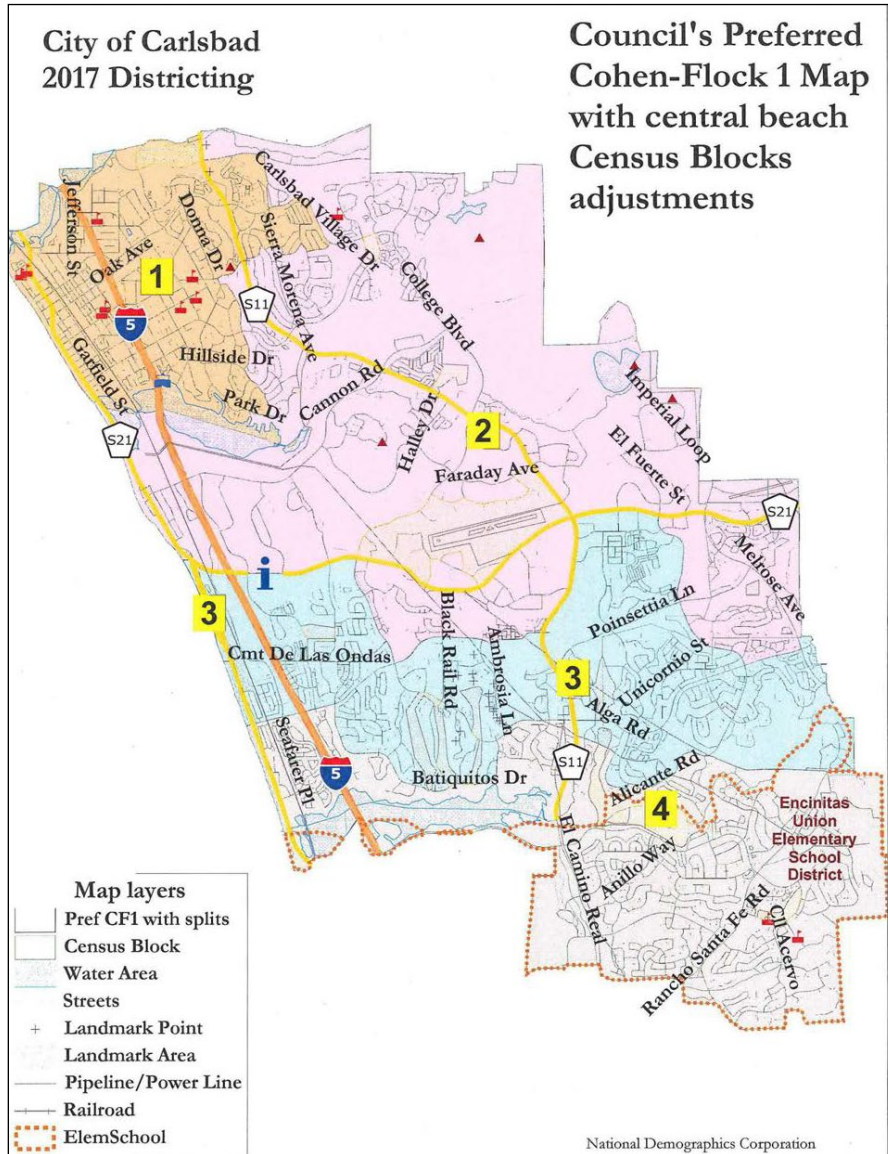 City of Carlsbad
2017 Districting
Council's Preferred
Cohen-Flock 1 Map
with central beach
Census Blocks
adjustments
Jefferson St
Oak Ave
Donna Dr
Sierra Morena Ave
Carlsbad Village Dr
College Blvd
1
S11
5
Hillside Dr
Garfield St
Park Dr
Cannon Rd
Halley Dr
2
Imperial Loop
El Fuerte St
S21
Faraday Ave
S21
Melrose Ave
i
3
Black Rail Rd
Ambrosia Ln
Poinsettia Ln
Cmt De Las Ondas
Unicornio St
3
Alga Rd
Seafarer Pl
5
Batiquitos Dr
S11
Alicante Rd
4
Encinitas
Union
Elementary
School
District
El Camino Real
Anillo Way
Rancho Santa Fe Rd
Cll Acervo
Map layers
Pref CF1 with splits
Census Block
Water Area
Streets
Landmark Point
Landmark Area
Pipeline/Power Line
Railroad
ElemSchool
National Demographics Corporation